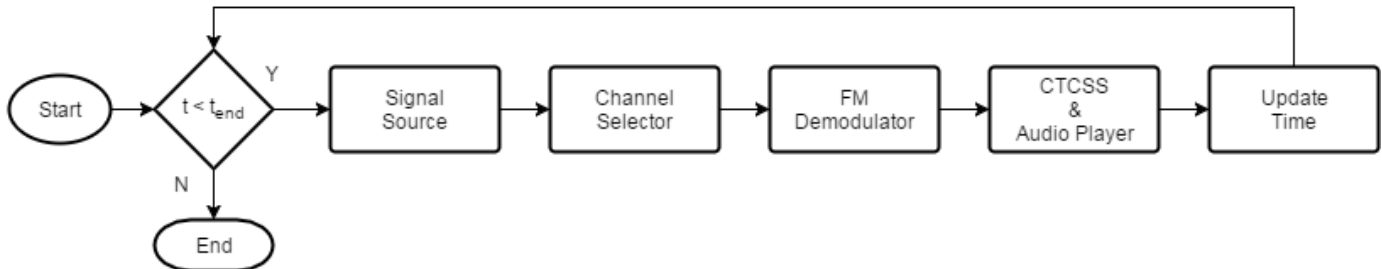 Start
t < tend
Y
N
End
Signal
Source
Channel
Selector
FM
Demodulator
CTCSS
&
Audio Player
Update
Time